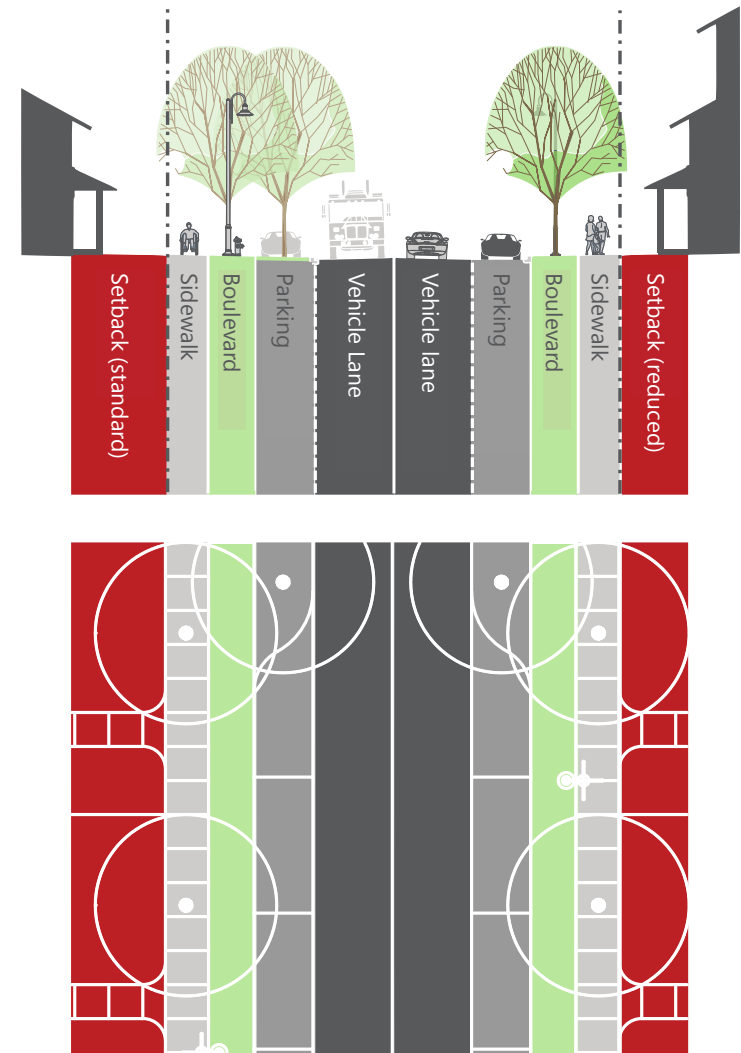 Setback (standard)
Sidewalk
Boulevard
Parking
Vehicle Lane
Vehicle lane
Parking
Boulevard
Sidewalk
Setback (reduced)